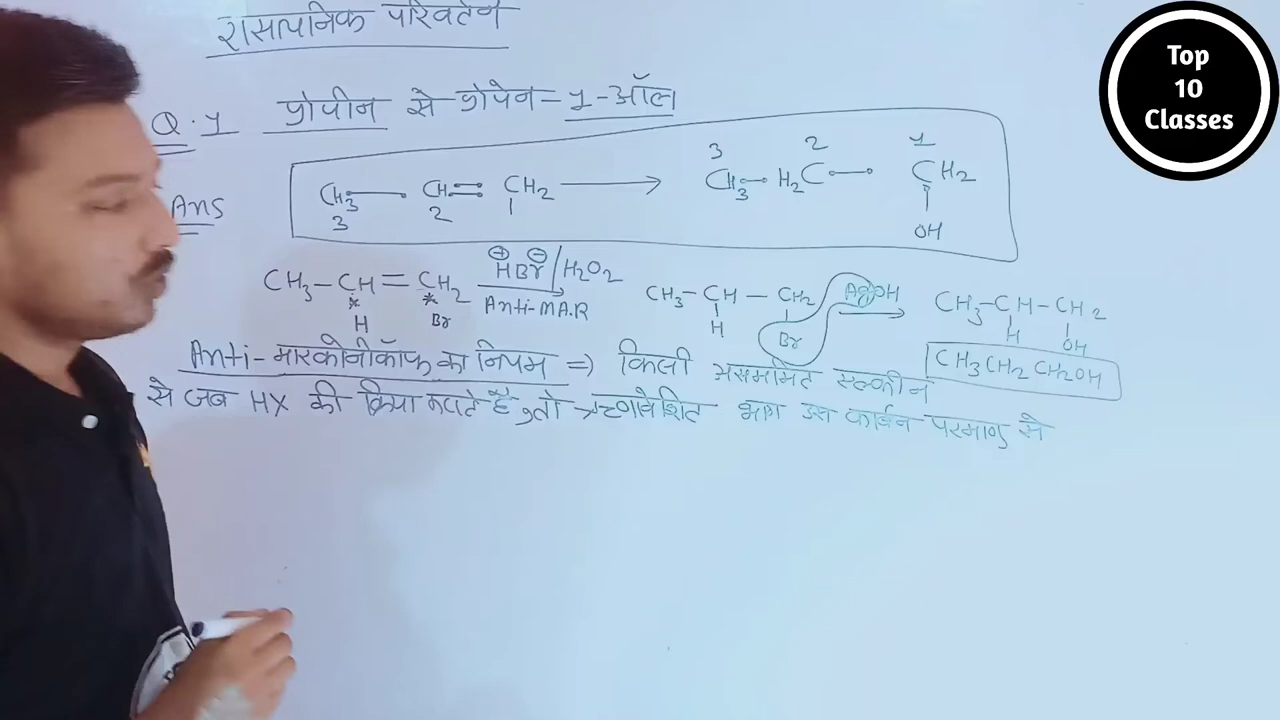 रासायनिक परिवर्तन
Top
10
Classes
Q.1 प्रोपीन से प्रोपेन-1-ऑल
3 2 1
CH3 — CH = CH2 → CH3 — H2C — CH2
3 2 1 OH
Ans
CH3 – CH = CH2 HBr/H2O2 CH3 – CH – CH2 AgOH CH3 – CH – CH2
* * Anti-MAR H Br H OH
H Br CH3CH2CH2OH
Anti-मारकोनीकॉफ का नियम ⇒ किसी असममित एल्कीन
से जब HX की क्रिया कराते है, तो ऋणावेशित भाग उस कार्बन परमाणु से